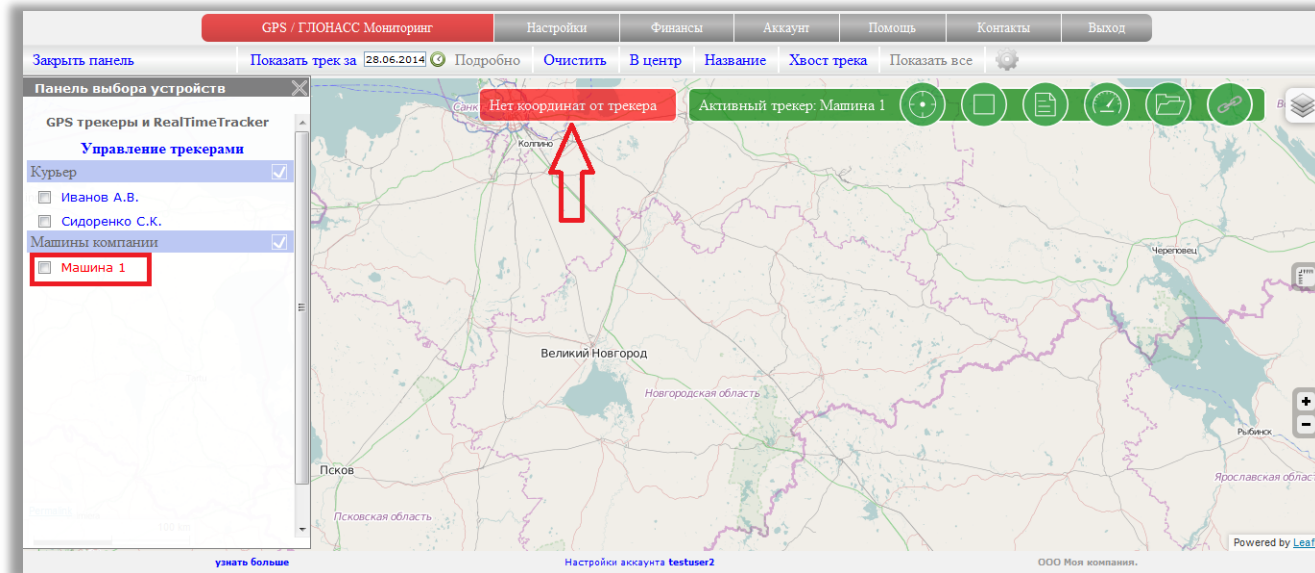 GPS / ГЛОНАСС Мониторинг Настройки Финансы Аккаунт Помощь Контакты Выход
Закрыть панель Показать трек за 28.06.2014 Подробно Очистить В центр Название Хвост трека Показать все
Панель выбора устройств
Нет координат от трекера Активный трекер: Машина 1
GPS трекеры и RealTimeTracker
Управление трекерами
Колпино
Курьер
Иванов А.В.
Сидоренко С.К.
Машины компании
Машина 1
Череповец
Великий Новгород
Новгородская область
Рыбинск
Псков
Ярославская област
Псковская область
100 km
Powered by Leaf
узнать больше Настройки аккаунта testuser2 ООО Моя компания.